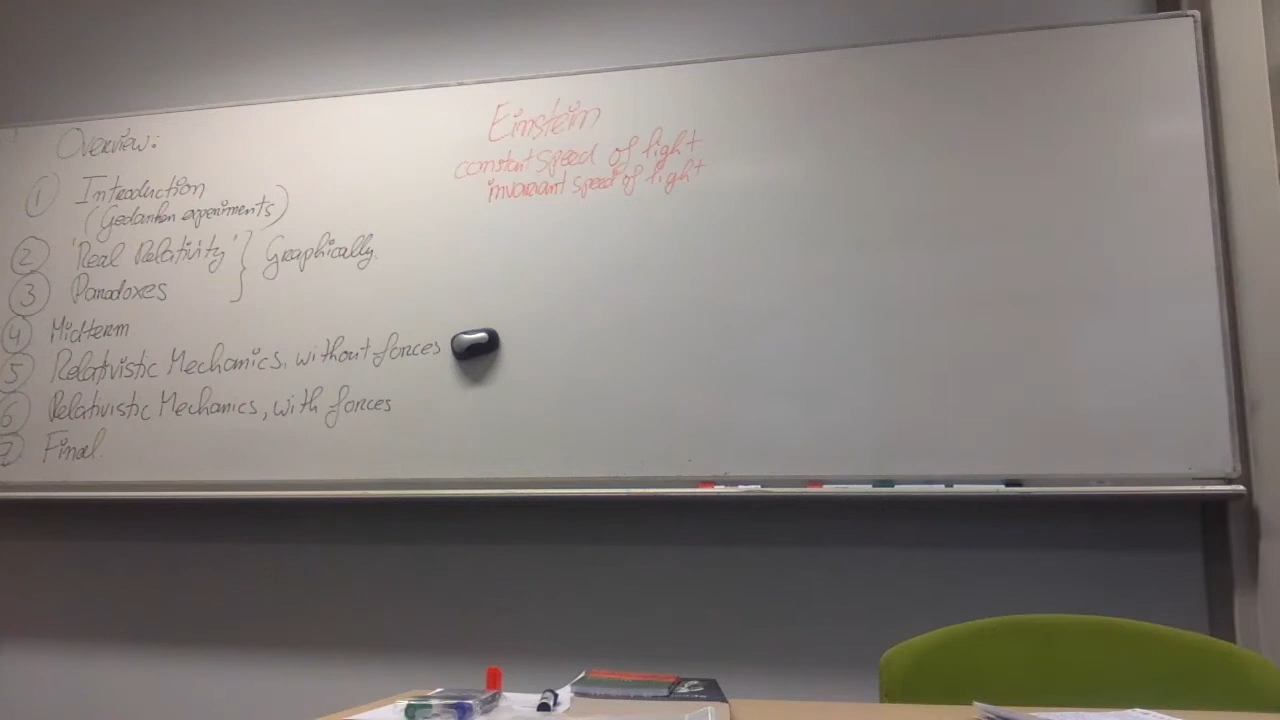 Overview:
1 Introduction
(Gedanken experiments)
2 'Real Relativity'
3 Paradoxes
Graphically
4 Midterm
5 Relativistic Mechanics, without forces
6 Relativistic Mechanics, with forces
7 Final
Einstein
constant speed of light
invariant speed of light